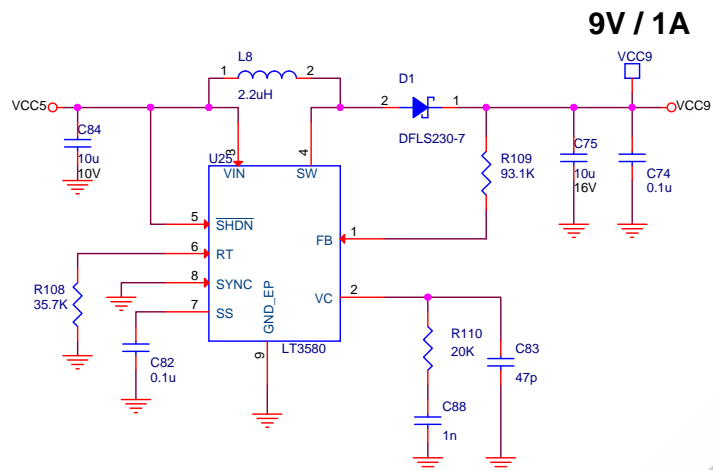 9V / 1A
VCC9
L8
1
2
2.2uH
D1
VCC5
2
1
VCC9
DFLS230-7
C84
10u
10V
R109
93.1K
C75
10u
16V
C74
0.1u
U25
3
4
VIN
SW
5
SHDN
1
FB
6
RT
8
SYNC
R108
35.7K
7
SS
GND_EP
VC
2
9
LT3580
C82
0.1u
R110
20K
C83
47p
C88
1n